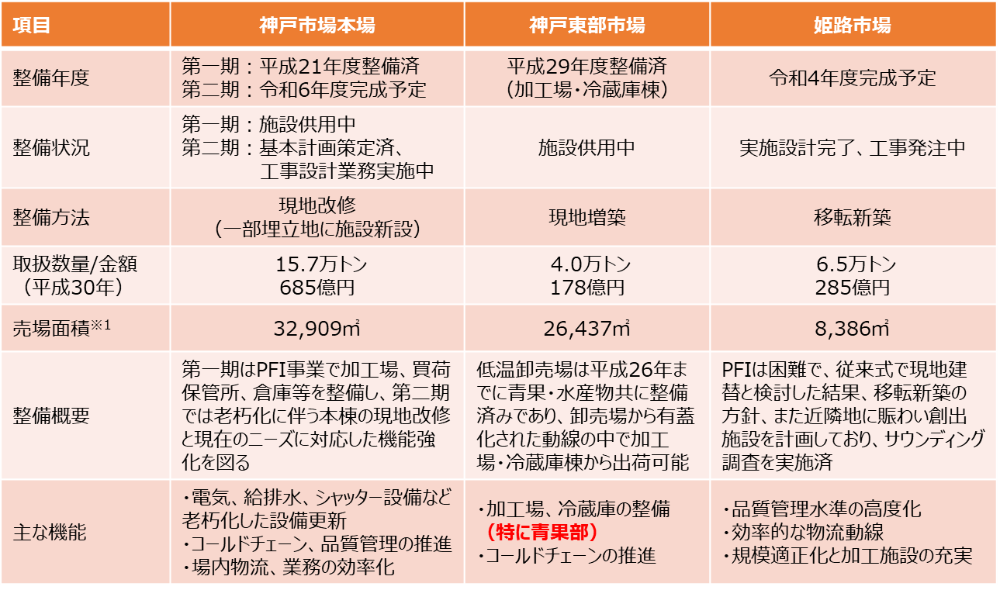 項目
神戸市場本場
神戸東部市場
姫路市場
整備年度
第一期：平成21年度整備済
第二期：令和6年度完成予定
平成29年度整備済
（加工場・冷蔵庫棟）
令和4年度完成予定
整備状況
第一期：施設供用中
第二期：基本計画策定済、
工事設計業務実施中
施設供用中
実施設計完了、工事発注中
整備方法
現地改修
（一部埋立地に施設新設）
現地増築
移転新築
取扱数量/金額
（平成30年）
15.7万トン
685億円
4.0万トン
178億円
6.5万トン
285億円
売場面積※1
32,909㎡
26,437㎡
8,386㎡
整備概要
第一期はPFI事業で加工場、買荷
保管所、倉庫等を整備し、第二期
では老朽化に伴う本棟の現地改修
と現在のニーズに対応した機能強
化を図る
低温卸売場は平成26年ま
でに青果・水産物共に整備
済みであり、卸売場から有蓋
化された動線の中で加工
場・冷蔵庫棟から出荷可能
PFIは困難で、従来式で現地建
替と検討した結果、移転新築の
方針、また近隣地に賑わい創出
施設を計画しており、サウンディング
調査を実施済
主な機能
・電気、給排水、シャッター設備など
老朽化した設備更新
・コールドチェーン、品質管理の推進
・場内物流、業務の効率化
・加工場、冷蔵庫の整備
（特に青果部）
・コールドチェーンの推進
・品質管理水準の高度化
・効率的な物流動線
・規模適正化と加工施設の充実